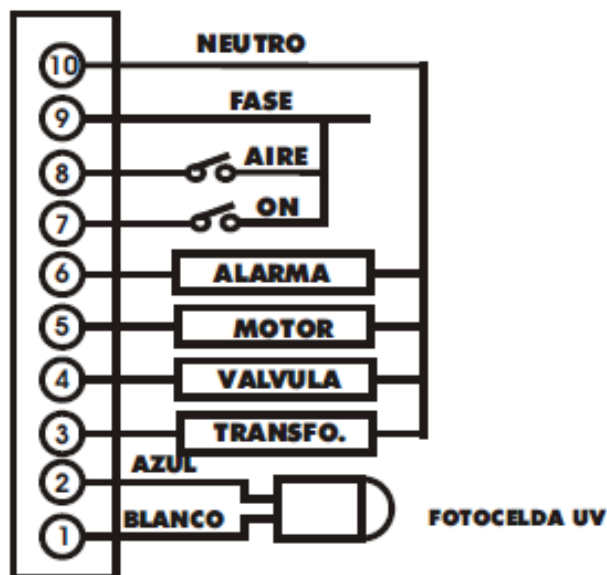 10 NEUTRO
9 FASE
8 AIRE
7 ON
6 ALARMA
5 MOTOR
4 VALVULA
3 TRANSFO.
2 AZUL
1 BLANCO
FOTOCELDA UV